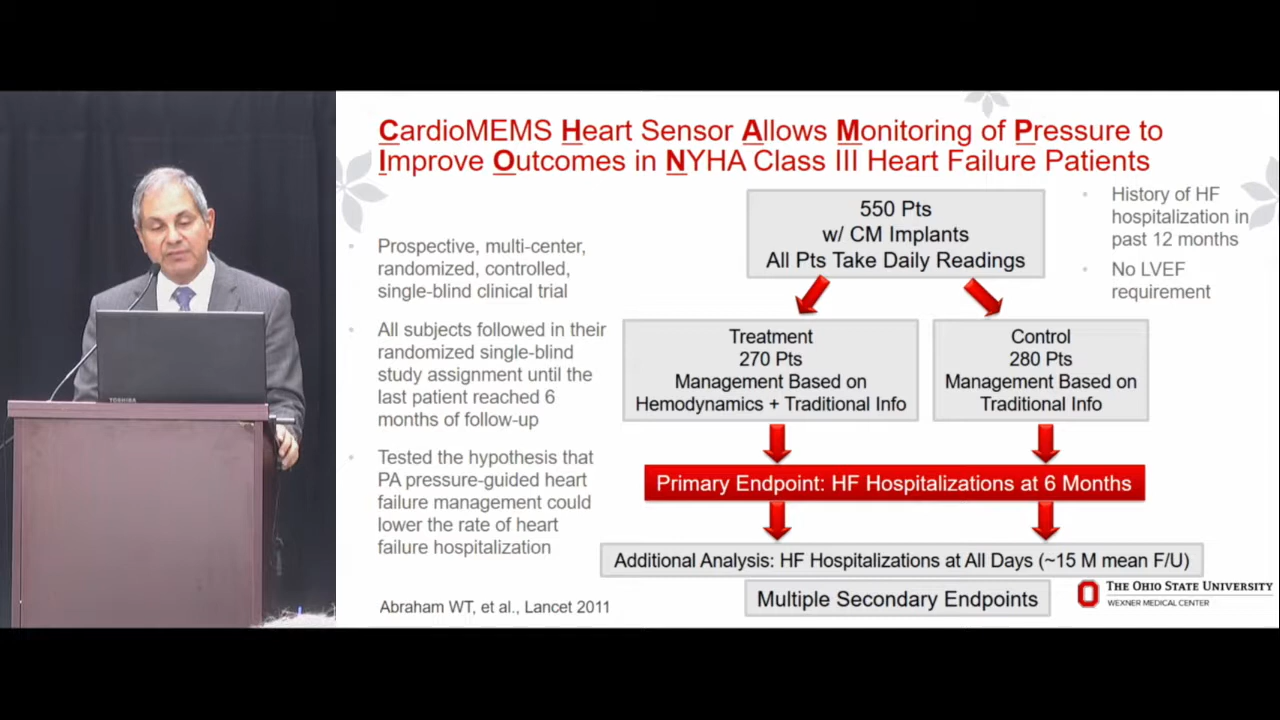 CardioMEMS Heart Sensor Allows Monitoring of Pressure to
Improve Outcomes in NYHA Class III Heart Failure Patients
• Prospective, multi-center,
randomized, controlled,
single-blind clinical trial
• All subjects followed in their
randomized single-blind
study assignment until the
last patient reached 6
months of follow-up
• Tested the hypothesis that
PA pressure-guided heart
failure management could
lower the rate of heart
failure hospitalization
Abraham WT, et al., Lancet 2011
550 Pts
w/ CM Implants
All Pts Take Daily Readings
• History of HF
hospitalization in
past 12 months
• No LVEF
requirement
Treatment
270 Pts
Management Based on
Hemodynamics + Traditional Info
Control
280 Pts
Management Based on
Traditional Info
Primary Endpoint: HF Hospitalizations at 6 Months
Additional Analysis: HF Hospitalizations at All Days (~15 M mean F/U)
Multiple Secondary Endpoints
THE OHIO STATE UNIVERSITY
WEXNER MEDICAL CENTER
TOSHIBA